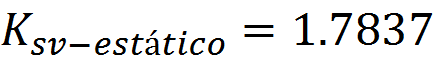 K_{sv-estático} = 1.7837